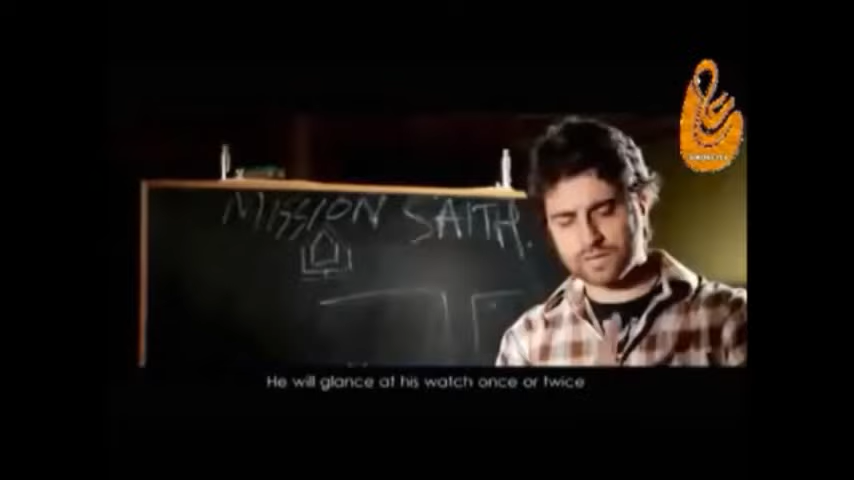 MISSION SAITH.
He will glance at his watch once or twice